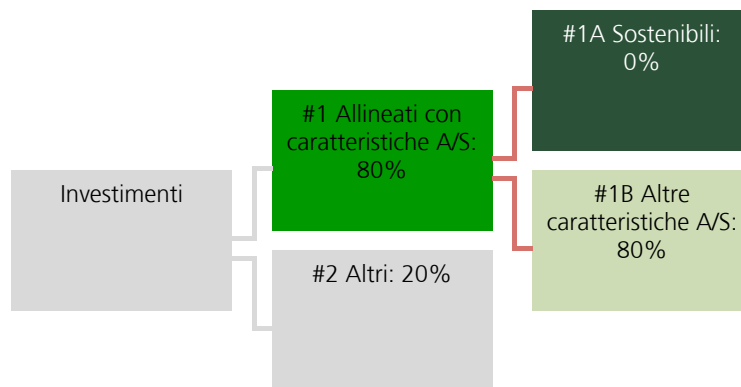 Investimenti
#1 Allineati con
caratteristiche A/S:
80%
#2 Altri: 20%
#1A Sostenibili:
0%
#1B Altre
caratteristiche A/S:
80%